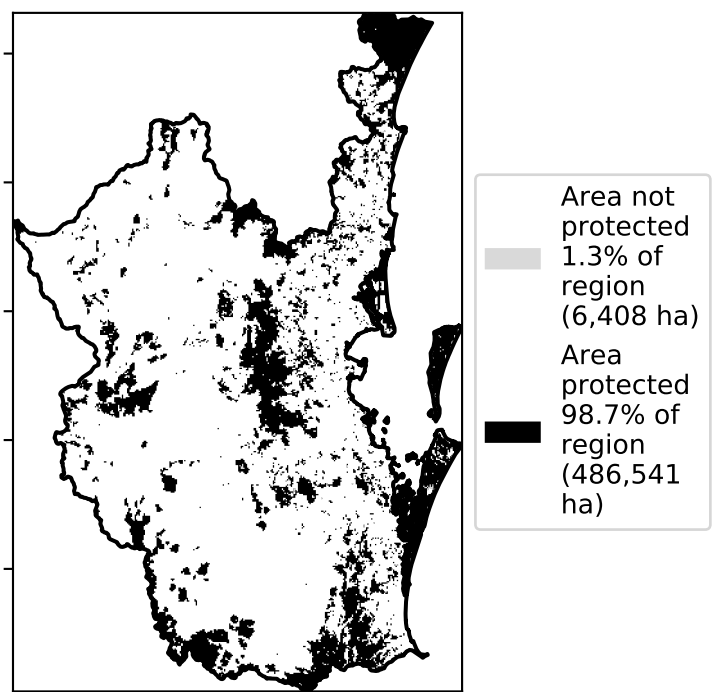 Area not
protected
1.3% of
region
(6,408 ha)
Area
protected
98.7% of
region
(486,541
ha)